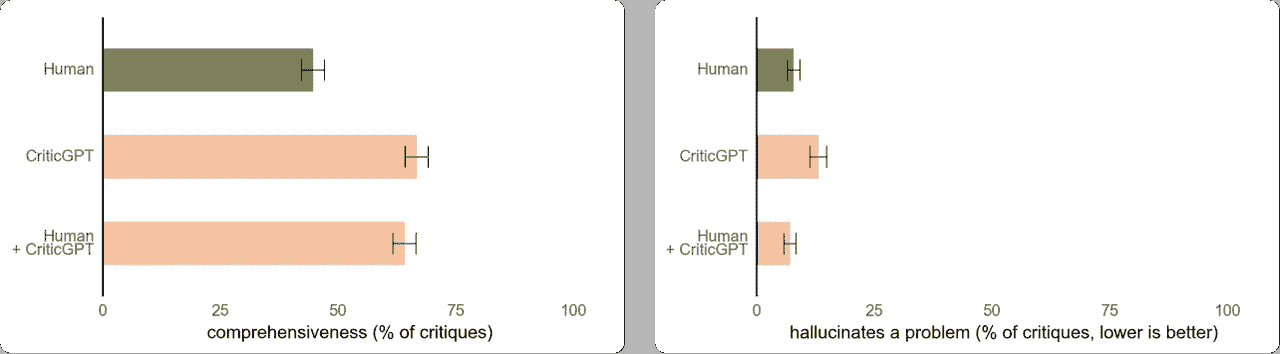 Human
CriticGPT
Human
+ CriticGPT
0 25 50 75 100
comprehensiveness (% of critiques)
Human
CriticGPT
Human
+ CriticGPT
0 25 50 75 100
hallucinates a problem (% of critiques, lower is better)